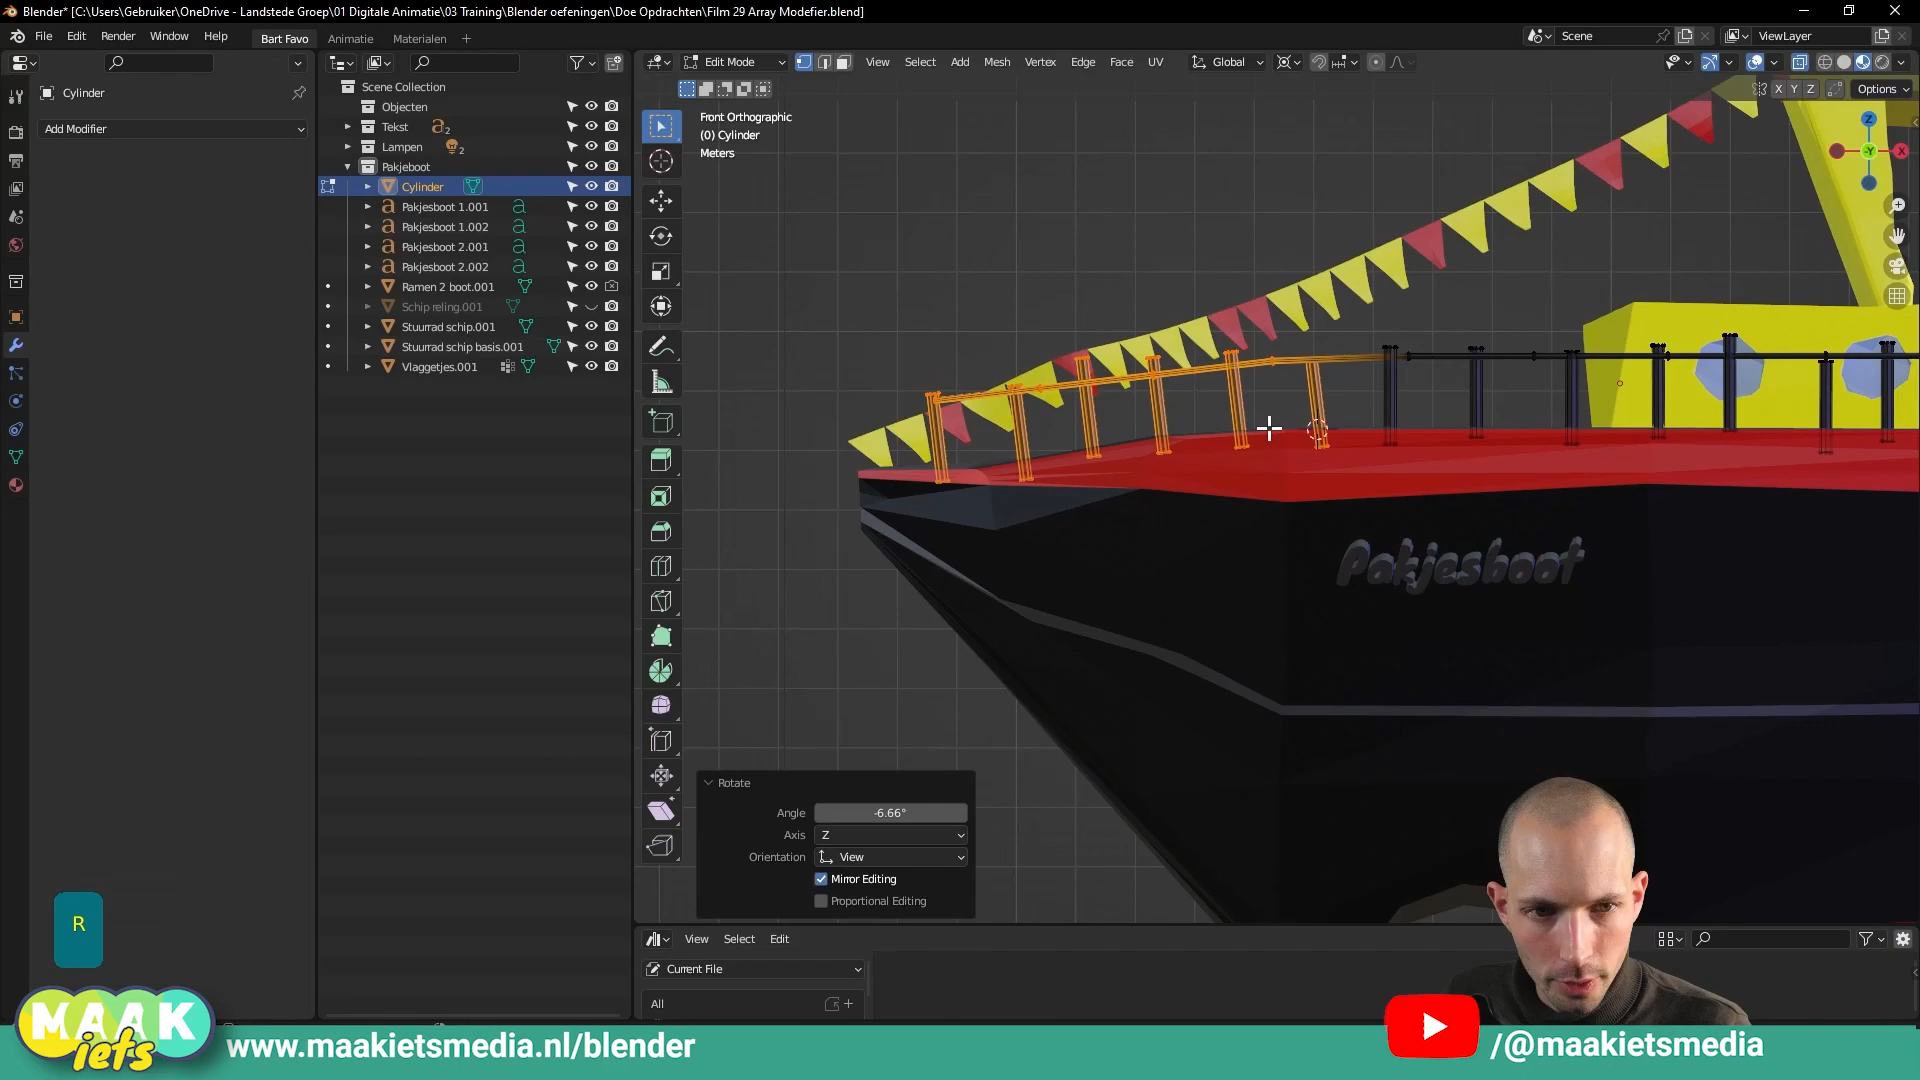 Blender* [C:\Users\Gebruiker\OneDrive - Landstede Groep\01 Digitale Animatie\03 Training\Blender oefeningen\Doe Opdrachten\Film 29 Array Modefier.blend]
File Edit Render Window Help Bart Favo Animatie Materialen +
Scene ViewLayer
Edit Mode View Select Add Mesh Vertex Edge Face UV Global
X Y Z Options
Cylinder
Add Modifier
Scene Collection
Objecten
Tekst 2
Lampen 2
Pakjeboot
Cylinder
Pakjesboot 1.001
Pakjesboot 1.002
Pakjesboot 2.001
Pakjesboot 2.002
Ramen 2 boot.001
Schip reling.001
Stuurrad schip.001
Stuurrad schip basis.001
Vlaggetjes.001
Front Orthographic
(0) Cylinder
Meters
Z
-Y X
Pakjesboot
Rotate
Angle -6.66°
Axis Z
Orientation View
Mirror Editing
Proportional Editing
R
View Select Edit
Current File
All
MAAK
iets
www.maakietsmedia.nl/blender
/@maakietsmedia